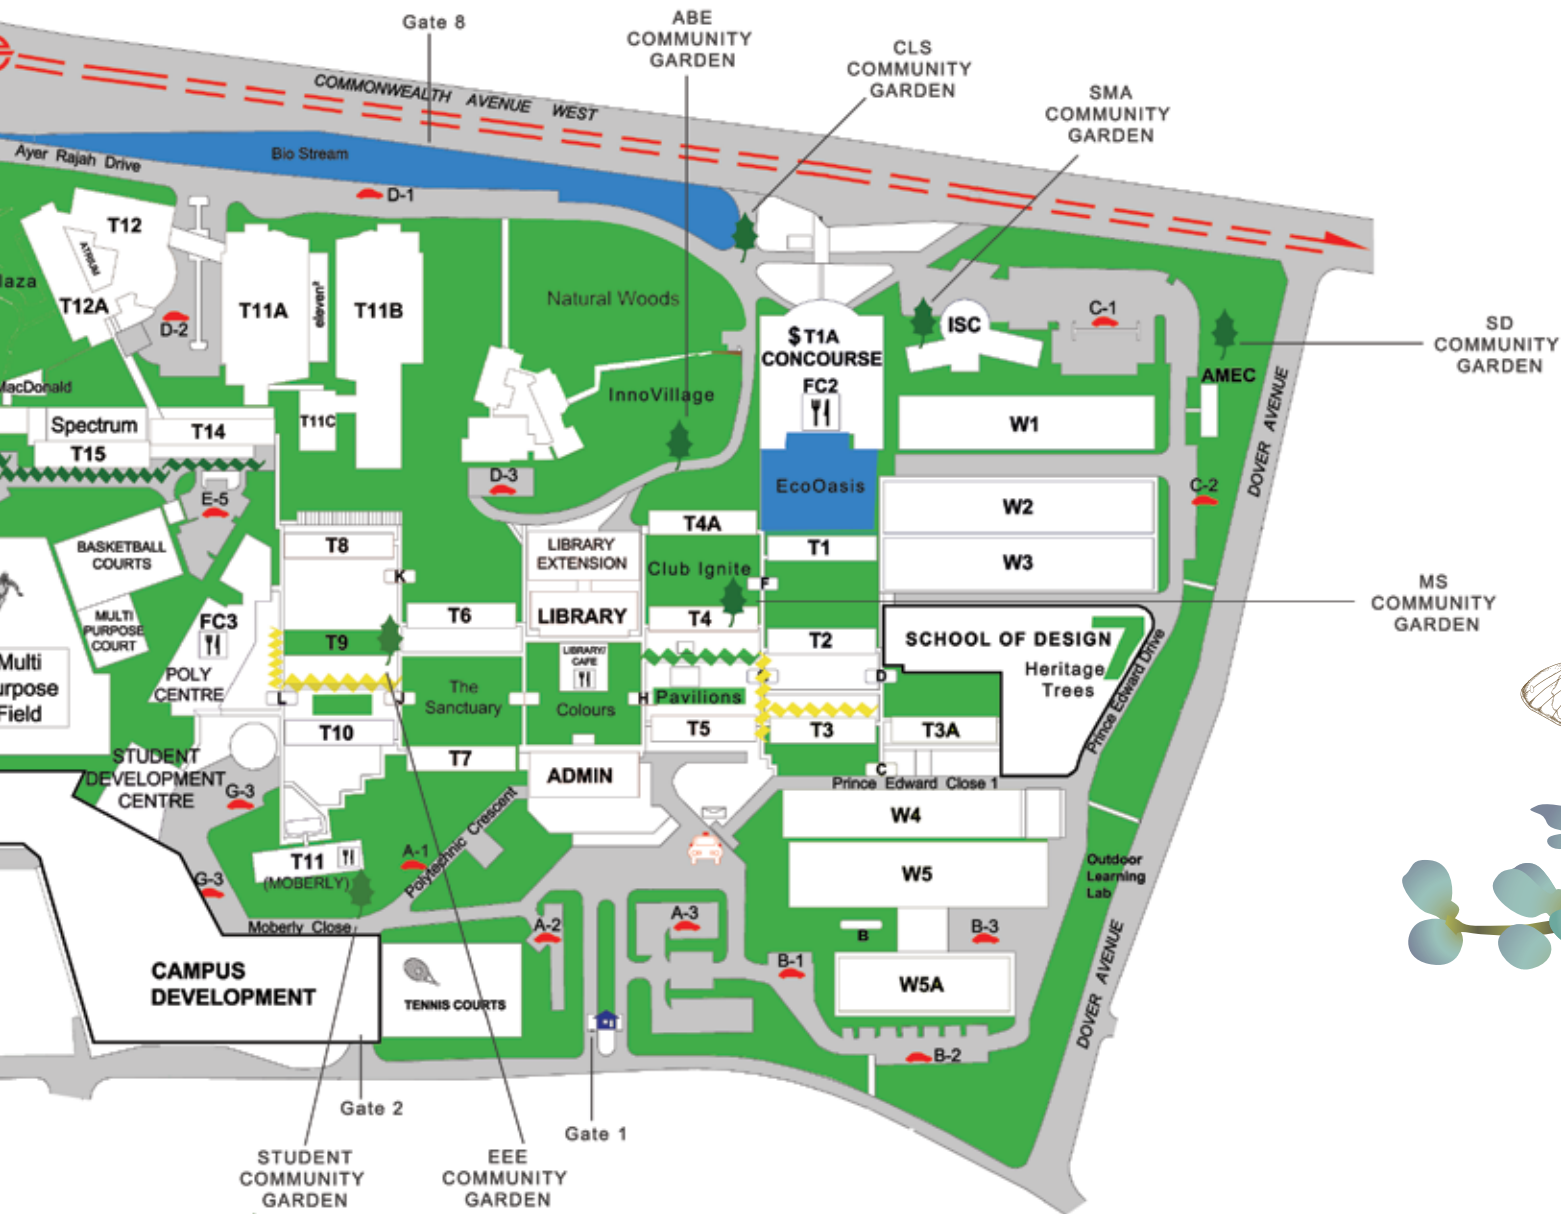 Gate 8
ABE
COMMUNITY
GARDEN
CLS
COMMUNITY
GARDEN
SMA
COMMUNITY
GARDEN
COMMONWEALTH AVENUE WEST
Ayer Rajah Drive
Bio Stream
D-1
T12
ATRIUM
T12A
D-2
T11A
eleven²
T11B
Natural Woods
$ T1A
CONCOURSE
FC2
ISC
C-1
SD
COMMUNITY
GARDEN
AMEC
DOVER AVENUE
laza
MacDonald
Spectrum
T14
T15
T11C
InnoVillage
W1
D-3
EcoOasis
C-2
E-5
W2
T4A
T8
BASKETBALL
COURTS
LIBRARY
EXTENSION
T1
W3
Club Ignite
K
F
MS
COMMUNITY
GARDEN
MULTI
PURPOSE
COURT
FC3
T6
LIBRARY
T4
T9
T2
SCHOOL OF DESIGN
7
Heritage
Trees
Prince Edward Drive
Multi
urpose
Field
POLY
CENTRE
LIBRARY/
CAFE
The
Sanctuary
L
J
H
D
Pavilions
Colours
T10
T5
T3
T3A
T7
STUDENT
DEVELOPMENT
CENTRE
ADMIN
C
Prince Edward Close 1
G-3
Polytechnic Crescent
W4
T11
(MOBERLY)
A-1
W5
Outdoor
Learning
Lab
G-3
Moberly Close
A-2
A-3
B
B-3
DOVER AVENUE
CAMPUS
DEVELOPMENT
TENNIS COURTS
B-1
W5A
B-2
Gate 2
Gate 1
STUDENT
COMMUNITY
GARDEN
EEE
COMMUNITY
GARDEN